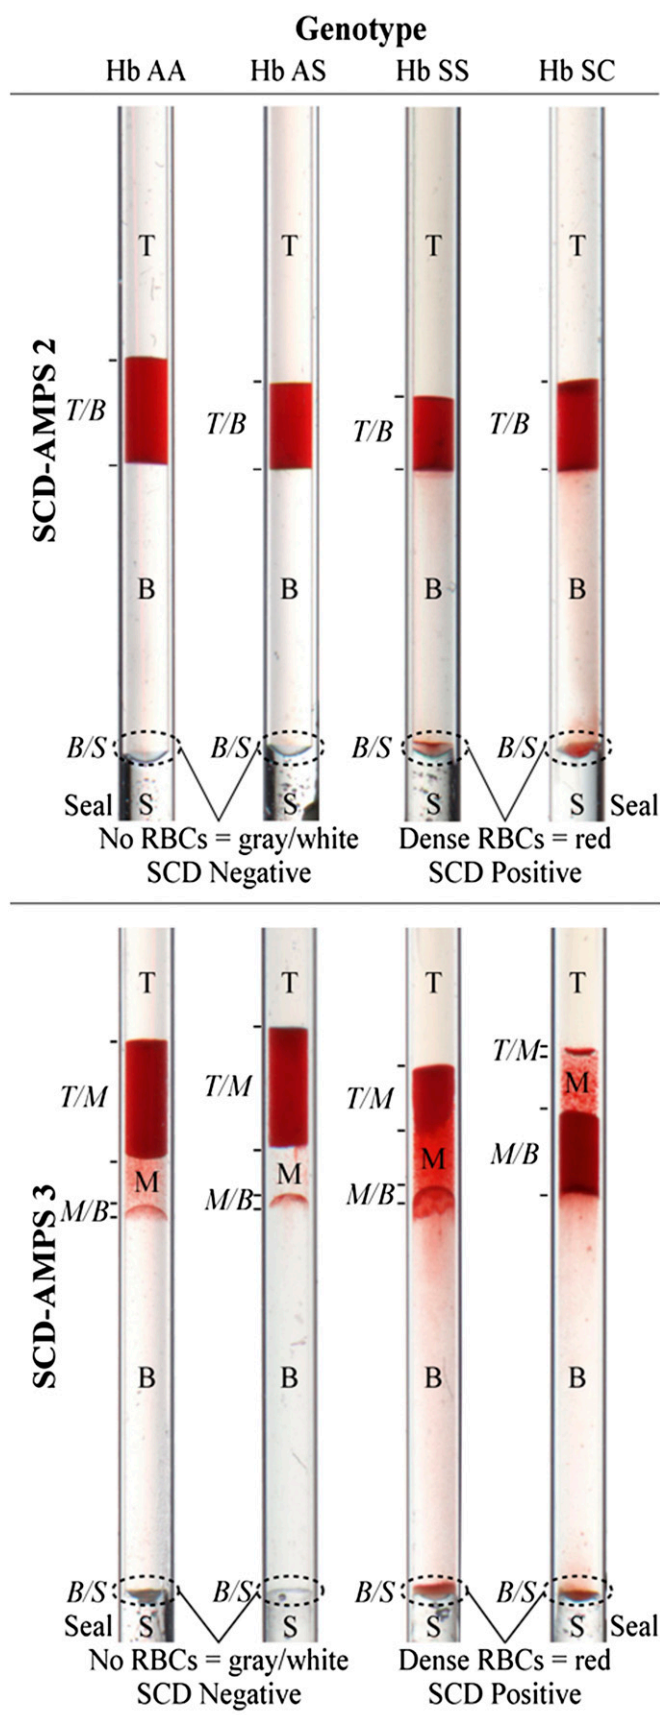 Genotype
Hb AA Hb AS Hb SS Hb SC
SCD-AMPS 2
T T T T
T/B T/B T/B T/B
B B B B
B/S B/S B/S B/S
Seal S S S S Seal
No RBCs = gray/white Dense RBCs = red
SCD Negative SCD Positive
SCD-AMPS 3
T T T T
T/M T/M T/M T/M
M M M M
M/B M/B M/B M/B
B B B B
B/S B/S B/S B/S
Seal S S S S Seal
No RBCs = gray/white Dense RBCs = red
SCD Negative SCD Positive